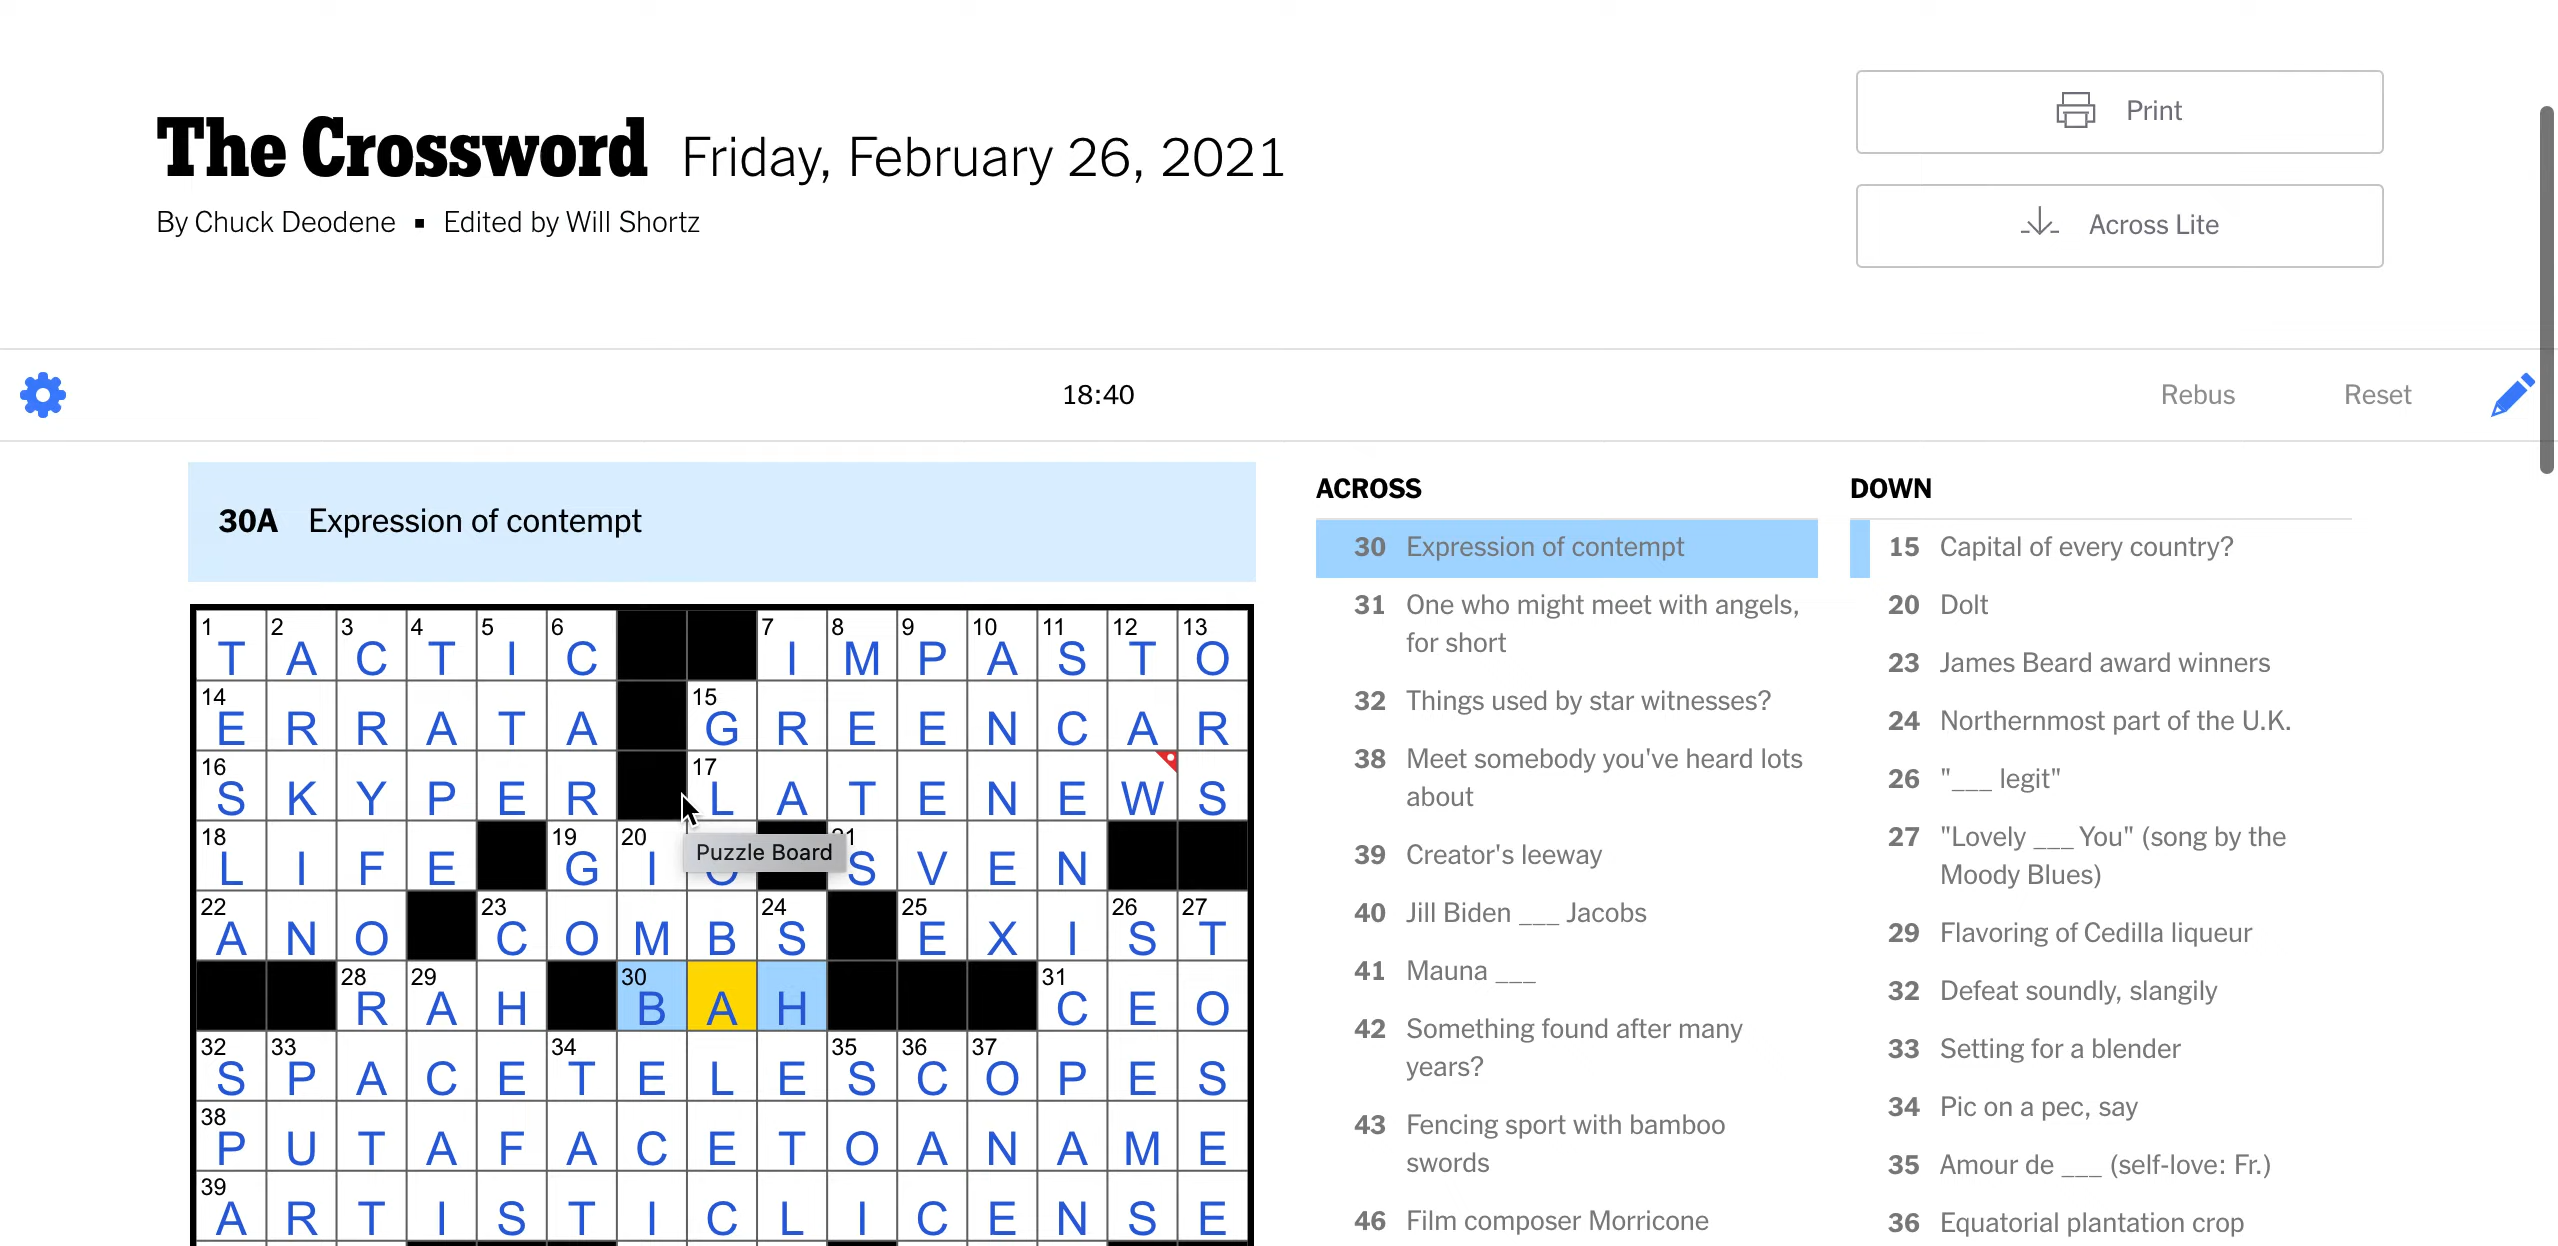 The Crossword Friday, February 26, 2021
By Chuck Deodene ▪ Edited by Will Shortz
Print
Across Lite
18:40
Rebus
Reset
30A Expression of contempt
1 2 3 4 5 6 7 8 9 10 11 12 13
T A C T I C I M P A S T O
14 15
E R R A T A G R E E N C A R
16 17
S K Y P E R L A T E N E W S
18 19 20 21
L I F E G I O S V E N
Puzzle Board
22 23 24 25 26 27
A N O C O M B S E X I S T
28 29 30 31
R A H B A H C E O
32 33 34 35 36 37
S P A C E T E L E S C O P E S
38
P U T A F A C E T O A N A M E
39
A R T I S T I C L I C E N S E
ACROSS
30 Expression of contempt
31 One who might meet with angels,
for short
32 Things used by star witnesses?
38 Meet somebody you've heard lots
about
39 Creator's leeway
40 Jill Biden ___ Jacobs
41 Mauna ___
42 Something found after many
years?
43 Fencing sport with bamboo
swords
46 Film composer Morricone
DOWN
15 Capital of every country?
20 Dolt
23 James Beard award winners
24 Northernmost part of the U.K.
26 "___ legit"
27 "Lovely ___ You" (song by the
Moody Blues)
29 Flavoring of Cedilla liqueur
32 Defeat soundly, slangily
33 Setting for a blender
34 Pic on a pec, say
35 Amour de ___ (self-love: Fr.)
36 Equatorial plantation crop